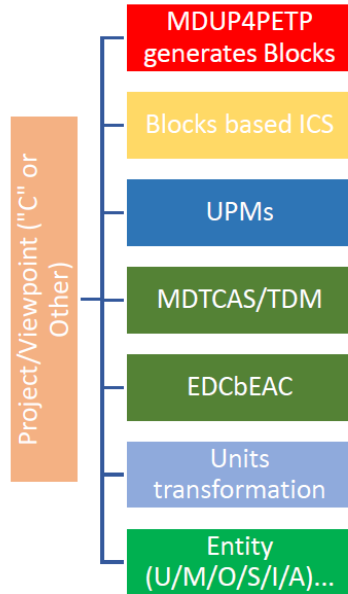 Project/Viewpoint ("C" or
Other)
MDUP4PETP
generates Blocks
Blocks based ICS
UPMs
MDTCAS/TDM
EDCbEAC
Units
transformation
Entity
(U/M/O/S/I/A)...